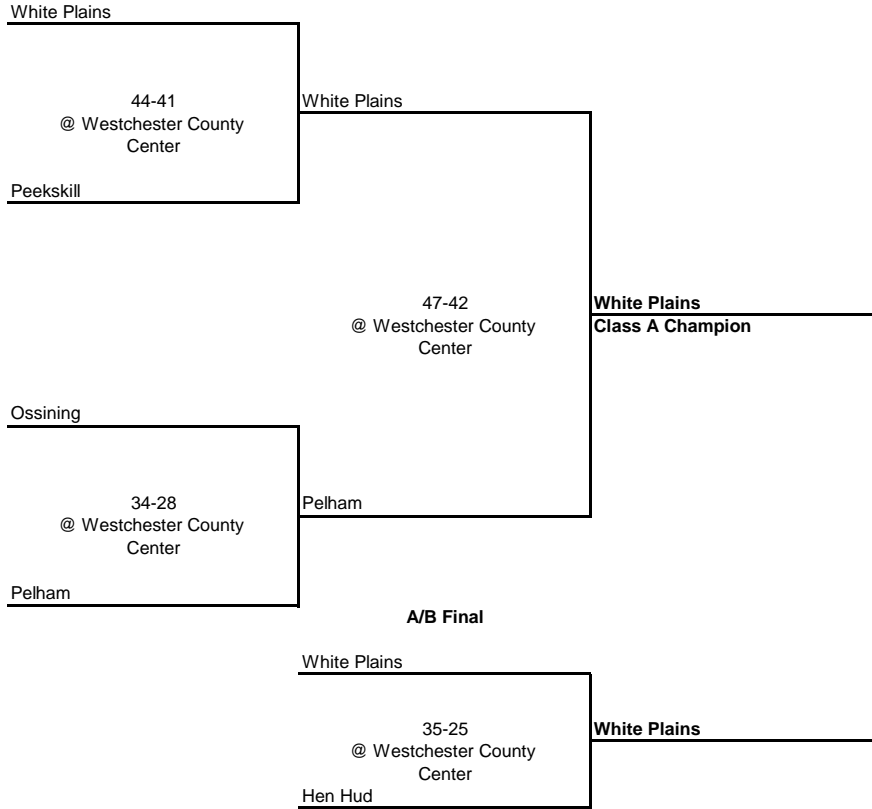 White Plains
44-41
@ Westchester County
Center
White Plains
Peekskill
47-42
@ Westchester County
Center
White Plains
Class A Champion
Ossining
34-28
@ Westchester County
Center
Pelham
Pelham
A/B Final
White Plains
35-25
@ Westchester County
Center
White Plains
Hen Hud